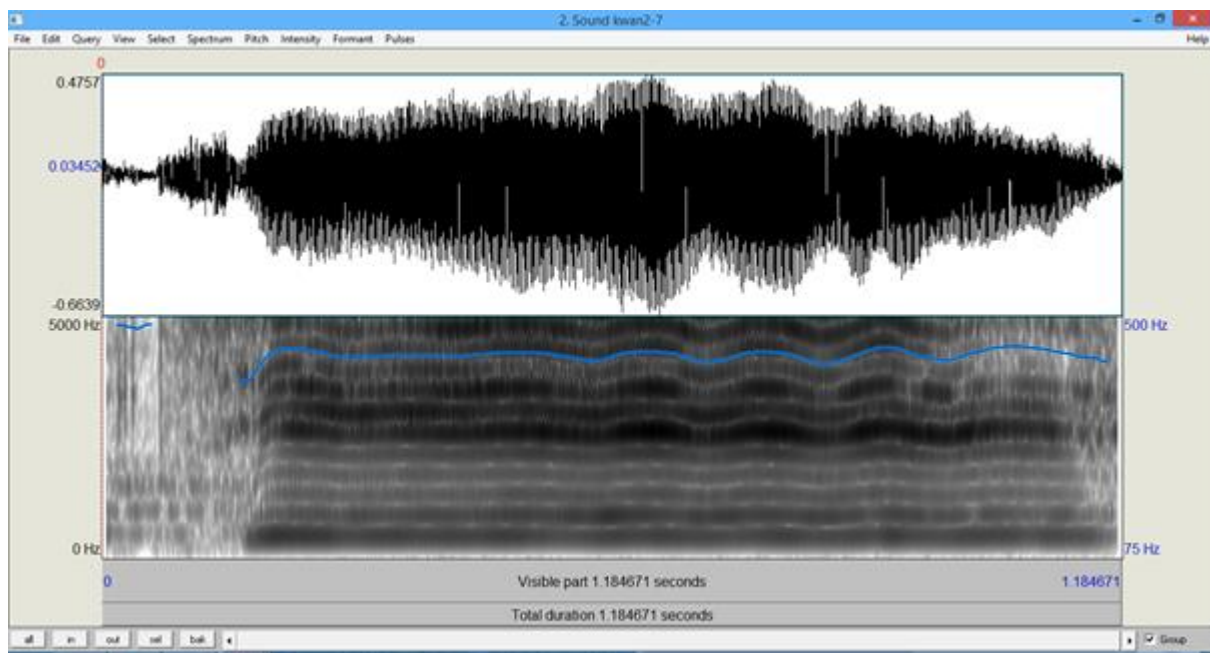 2. Sound kwan2-7
File Edit Query View Select Spectrum Pitch Intensity Formant Pulses Help
0
0.4757
0.03452
-0.6639
5000 Hz 500 Hz
0 Hz 75 Hz
0 Visible part 1.184671 seconds 1.184671
Total duration 1.184671 seconds
all in out sel bak Group